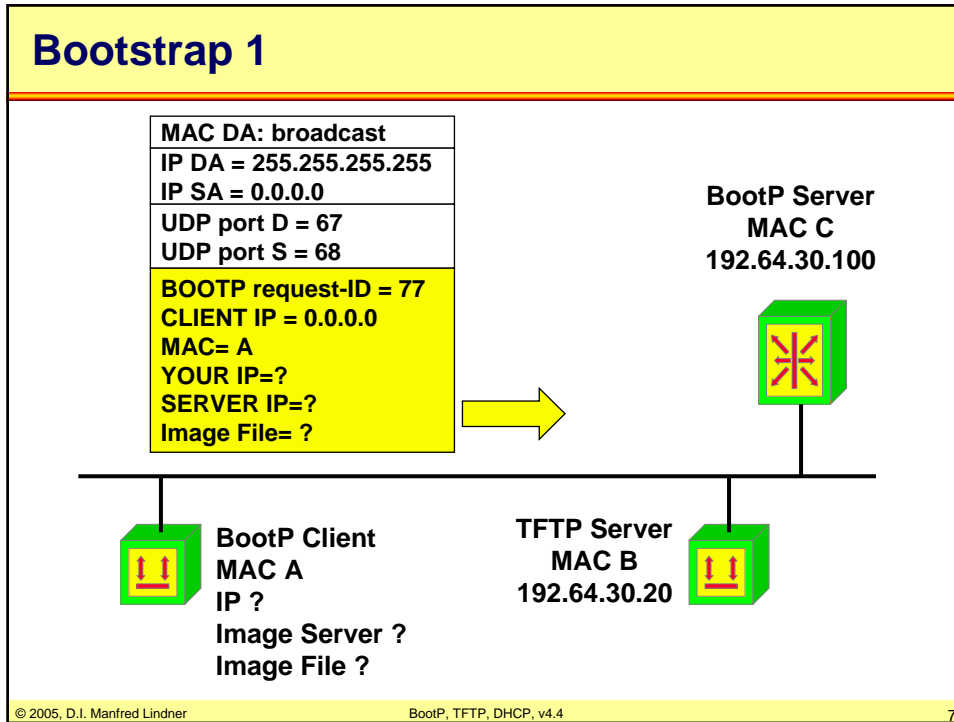 Bootstrap 1
MAC DA: broadcast
IP DA = 255.255.255.255
IP SA = 0.0.0.0
UDP port D = 67
UDP port S = 68
BOOTP request-ID = 77
CLIENT IP = 0.0.0.0
MAC= A
YOUR IP=?
SERVER IP=?
Image File= ?
BootP Server
MAC C
192.64.30.100
BootP Client
MAC A
IP ?
Image Server ?
Image File ?
TFTP Server
MAC B
192.64.30.20
© 2005, D.I. Manfred Lindner
BootP, TFTP, DHCP, v4.4
7